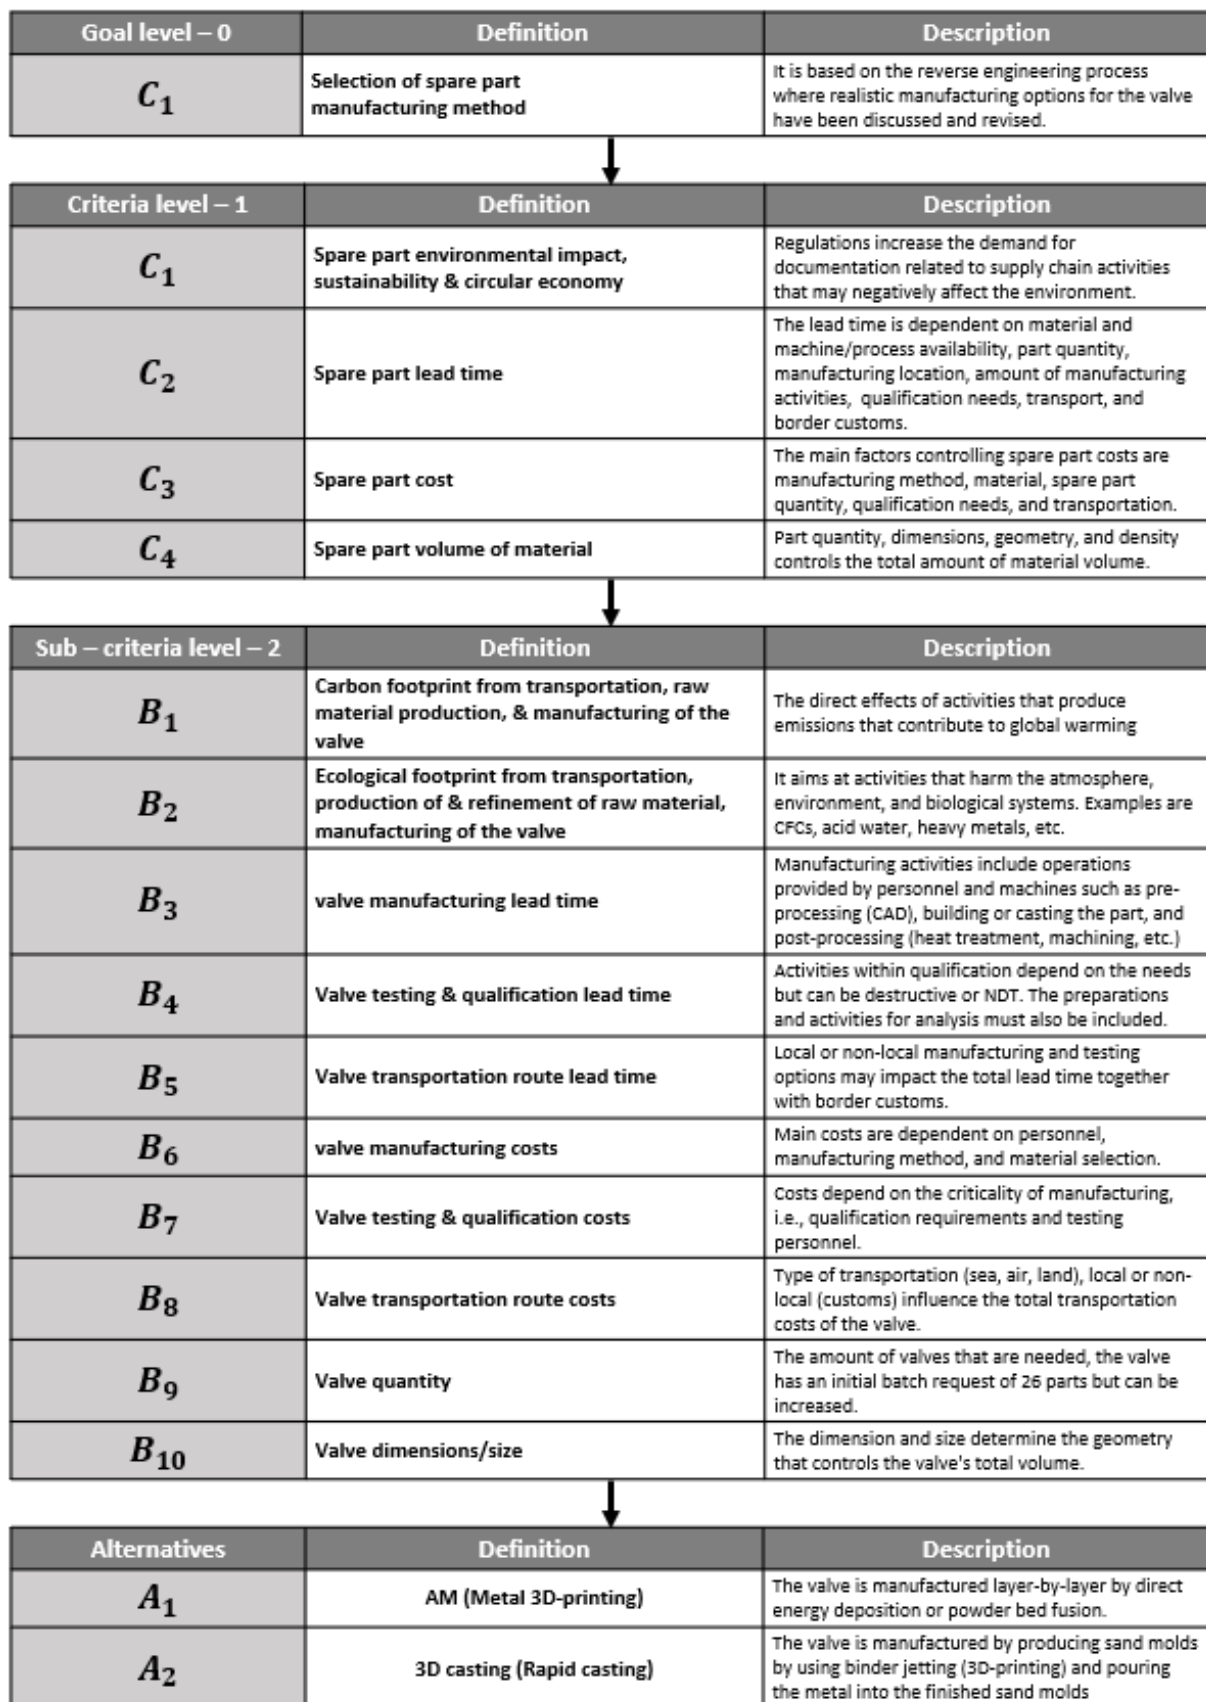 Goal level – 0 Definition Description
C1 Selection of spare part
manufacturing method
It is based on the reverse engineering process
where realistic manufacturing options for the valve
have been discussed and revised.
Criteria level – 1 Definition Description
C1 Spare part environmental impact,
sustainability & circular economy
Regulations increase the demand for
documentation related to supply chain activities
that may negatively affect the environment.
C2 Spare part lead time
The lead time is dependent on material and
machine/process availability, part quantity,
manufacturing location, amount of manufacturing
activities, qualification needs, transport, and
border customs.
C3 Spare part cost
The main factors controlling spare part costs are
manufacturing method, material, spare part
quantity, qualification needs, and transportation.
C4 Spare part volume of material
Part quantity, dimensions, geometry, and density
controls the total amount of material volume.
Sub – criteria level – 2 Definition Description
B1 Carbon footprint from transportation, raw
material production, & manufacturing of the
valve
The direct effects of activities that produce
emissions that contribute to global warming
B2 Ecological footprint from transportation,
production of & refinement of raw material,
manufacturing of the valve
It aims at activities that harm the atmosphere,
environment, and biological systems. Examples are
CFCs, acid water, heavy metals, etc.
B3 valve manufacturing lead time
Manufacturing activities include operations
provided by personnel and machines such as pre-
processing (CAD), building or casting the part, and
post-processing (heat treatment, machining, etc.)
B4 Valve testing & qualification lead time
Activities within qualification depend on the needs
but can be destructive or NDT. The preparations
and activities for analysis must also be included.
B5 Valve transportation route lead time
Local or non-local manufacturing and testing
options may impact the total lead time together
with border customs.
B6 valve manufacturing costs
Main costs are dependent on personnel,
manufacturing method, and material selection.
B7 Valve testing & qualification costs
Costs depend on the criticality of manufacturing,
i.e., qualification requirements and testing
personnel.
B8 Valve transportation route costs
Type of transportation (sea, air, land), local or non-
local (customs) influence the total transportation
costs of the valve.
B9 Valve quantity
The amount of valves that are needed, the valve
has an initial batch request of 26 parts but can be
increased.
B10 Valve dimensions/size
The dimension and size determine the geometry
that controls the valve's total volume.
Alternatives Definition Description
A1 AM (Metal 3D-printing)
The valve is manufactured layer-by-layer by direct
energy deposition or powder bed fusion.
A2 3D casting (Rapid casting)
The valve is manufactured by producing sand molds
by using binder jetting (3D-printing) and pouring
the metal into the finished sand molds